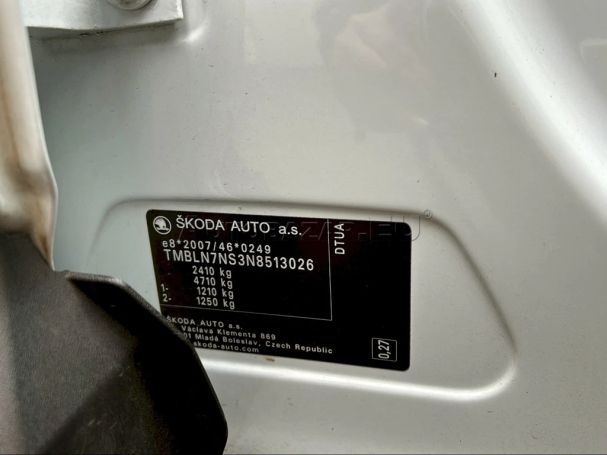 ŠKODA AUTO a.s.
e8*2007/46*0249
TMBLN7NS3N8513026
2410 kg
4710 kg
1- 1210 kg
2- 1250 kg
DTUA
ŠKODA AUTO a.s.
Václava Klementa 869
01 Mladá Boleslav, Czech Republic
skoda-auto.com
0,27